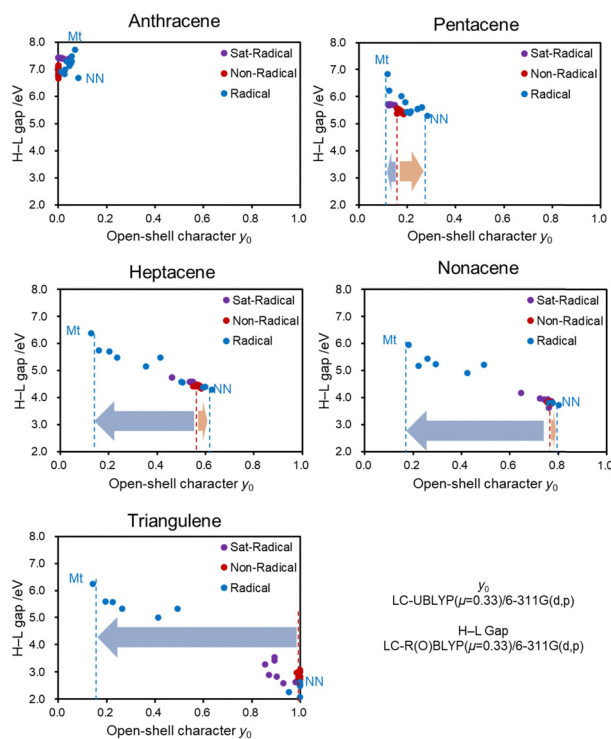 Anthracene
8.0
7.0
6.0
5.0
4.0
3.0
2.0
H–L gap /eV
Mt
NN
Sat-Radical
Non-Radical
Radical
0.0 0.2 0.4 0.6 0.8 1.0
Open-shell character y₀
Pentacene
8.0
7.0
6.0
5.0
4.0
3.0
2.0
H–L gap /eV
Mt
NN
Sat-Radical
Non-Radical
Radical
0.0 0.2 0.4 0.6 0.8 1.0
Open-shell character y₀
Heptacene
8.0
7.0
6.0
5.0
4.0
3.0
2.0
H–L gap /eV
Mt
NN
Sat-Radical
Non-Radical
Radical
0.0 0.2 0.4 0.6 0.8 1.0
Open-shell character y₀
Nonacene
8.0
7.0
6.0
5.0
4.0
3.0
2.0
H–L gap /eV
Mt
NN
Sat-Radical
Non-Radical
Radical
0.0 0.2 0.4 0.6 0.8 1.0
Open-shell character y₀
Triangulene
8.0
7.0
6.0
5.0
4.0
3.0
2.0
H–L gap /eV
Mt
NN
Sat-Radical
Non-Radical
Radical
0.0 0.2 0.4 0.6 0.8 1.0
Open-shell character y₀
y₀
LC-UBLYP(μ=0.33)/6-311G(d,p)
H–L Gap
LC-R(O)BLYP(μ=0.33)/6-311G(d,p)